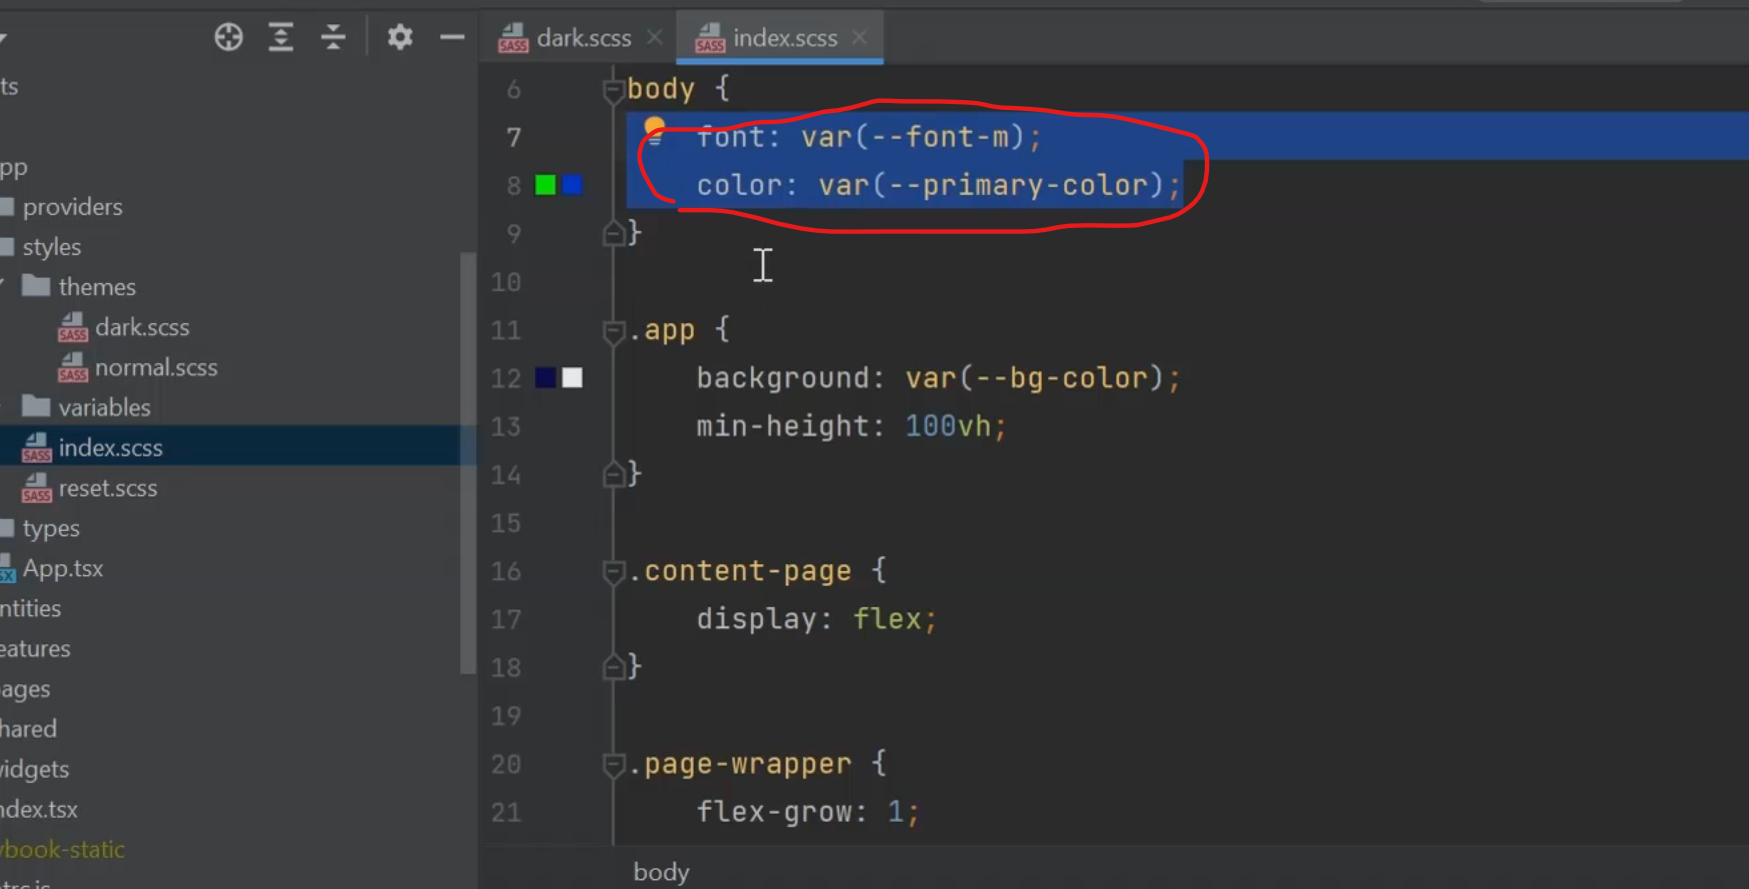 dark.scss
index.scss
ts
pp
providers
styles
themes
dark.scss
normal.scss
variables
index.scss
reset.scss
types
App.tsx
ntities
eatures
ages
hared
idgets
ndex.tsx
book-static
6 body {
7 font: var(--font-m);
8 color: var(--primary-color);
9 }
10
11 .app {
12 background: var(--bg-color);
13 min-height: 100vh;
14 }
15
16 .content-page {
17 display: flex;
18 }
19
20 .page-wrapper {
21 flex-grow: 1;
body